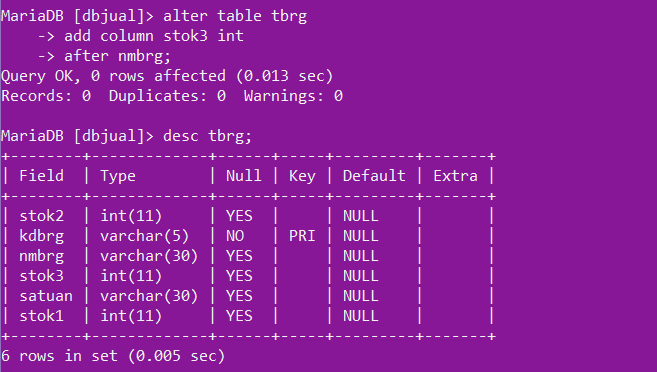 MariaDB [dbjual]> alter table tbrg
    -> add column stok3 int
    -> after nmbrg;
Query OK, 0 rows affected (0.013 sec)
Records: 0  Duplicates: 0  Warnings: 0

MariaDB [dbjual]> desc tbrg;
+--------+-------------+------+-----+---------+-------+
| Field  | Type        | Null | Key | Default | Extra |
+--------+-------------+------+-----+---------+-------+
| stok2  | int(11)     | YES  |     | NULL    |       |
| kdbrg  | varchar(5)  | NO   | PRI | NULL    |       |
| nmbrg  | varchar(30) | YES  |     | NULL    |       |
| stok3  | int(11)     | YES  |     | NULL    |       |
| satuan | varchar(30) | YES  |     | NULL    |       |
| stok1  | int(11)     | YES  |     | NULL    |       |
+--------+-------------+------+-----+---------+-------+
6 rows in set (0.005 sec)